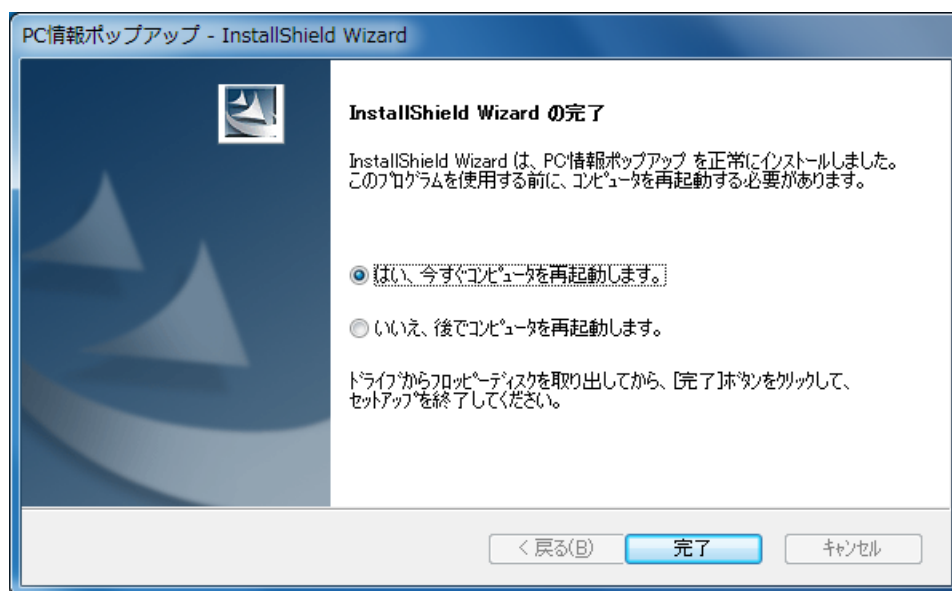 PC情報ポップアップ - InstallShield Wizard
InstallShield Wizard の完了
InstallShield Wizard は、PC情報ポップアップ を正常にインストールしました。
このプログラムを使用する前に、コンピュータを再起動する必要があります。
はい、今すぐコンピュータを再起動します。
いいえ、後でコンピュータを再起動します。
ドライブからフロッピーディスクを取り出してから、[完了]ボタンをクリックして、
セットアップを終了してください。
< 戻る(B)
完了
キャンセル